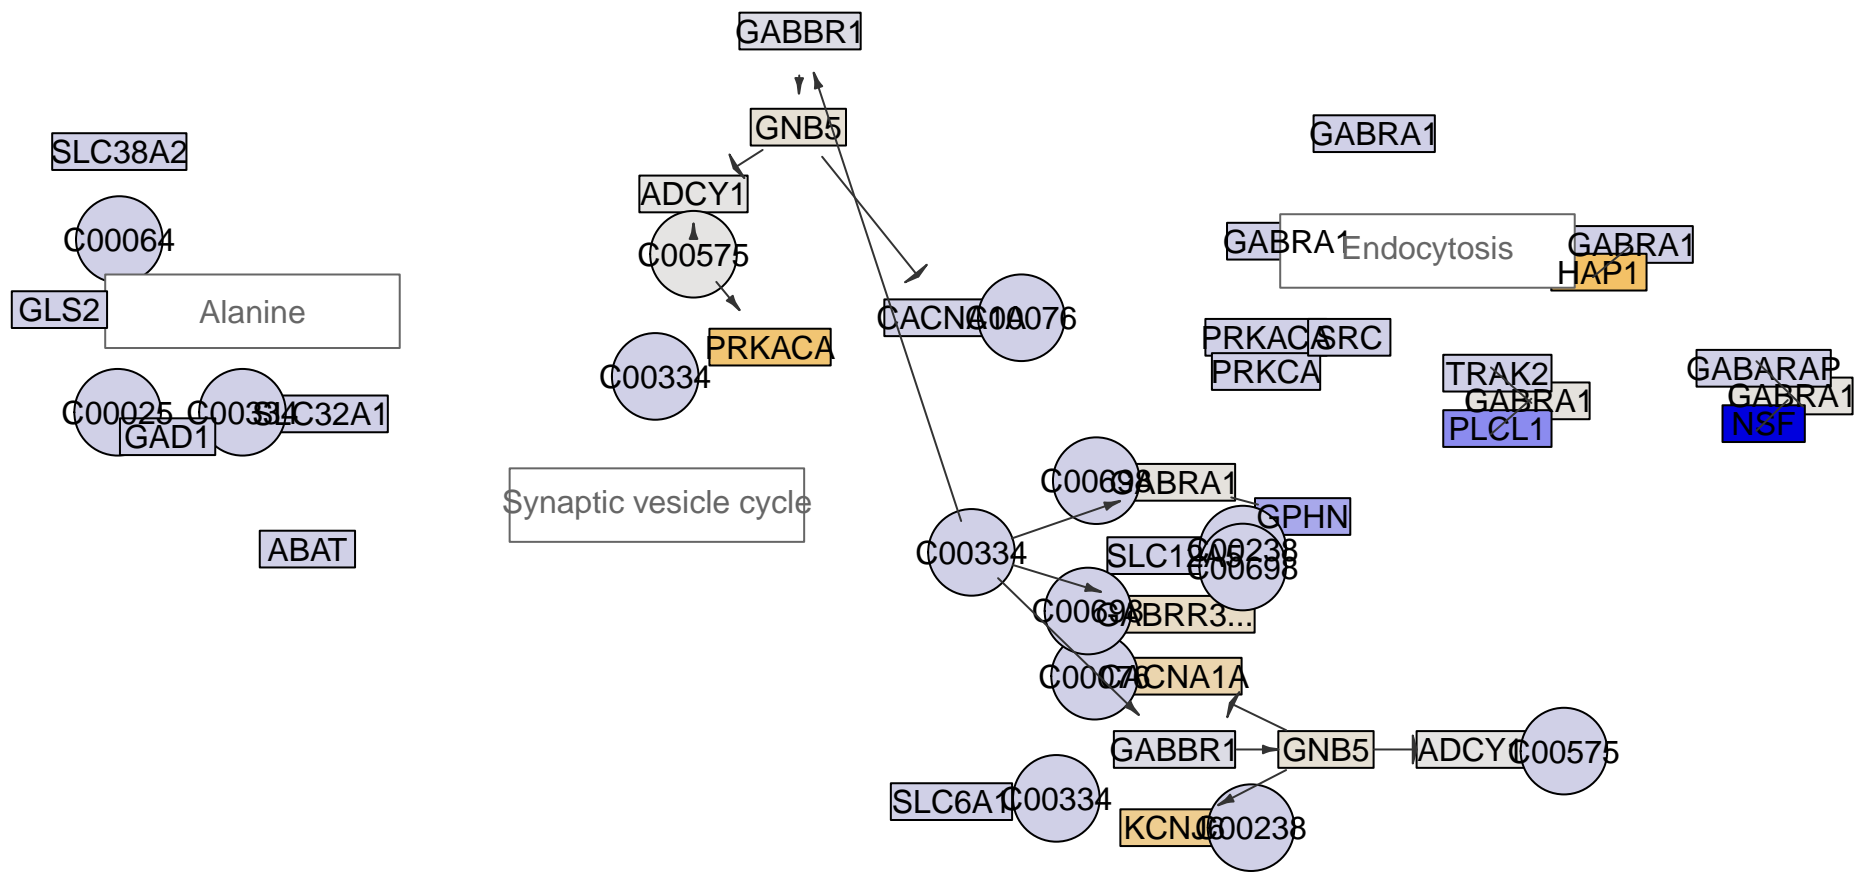 GABBR1
GNB5
SLC38A2
GABRA1
ADCY1
C00064
C00575
GABRA1
Endocytosis
GABRA1
HAP1
GLS2
Alanine
CACNA1A
C00076
PRKACA
C00334
PRKACA
SRC
PRKCA
TRAK2
GABRA1
PLCL1
GABARAP
GABRA1
NSF
C00025
C00334
SLC32A1
GAD1
Synaptic vesicle cycle
C00698
GABRA1
GPHN
ABAT
C00334
SLC12A5
C00238
C00698
C00698
GABRR3...
C00076
CACNA1A
GABBR1
GNB5
ADCY1
C00575
SLC6A1
C00334
KCNJ6
C00238